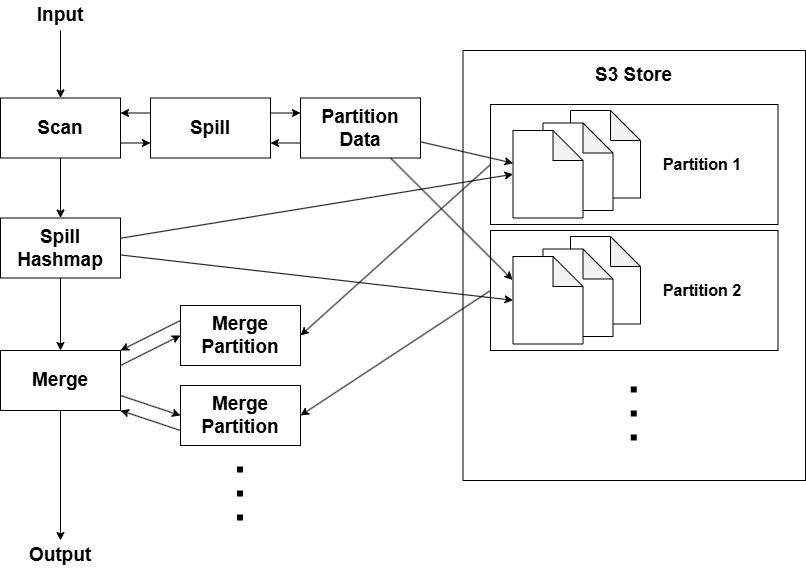 Input
S3 Store
Scan
Spill
Partition
Data
Partition 1
Spill
Hashmap
Partition 2
Merge
Partition
Merge
Merge
Partition
Output